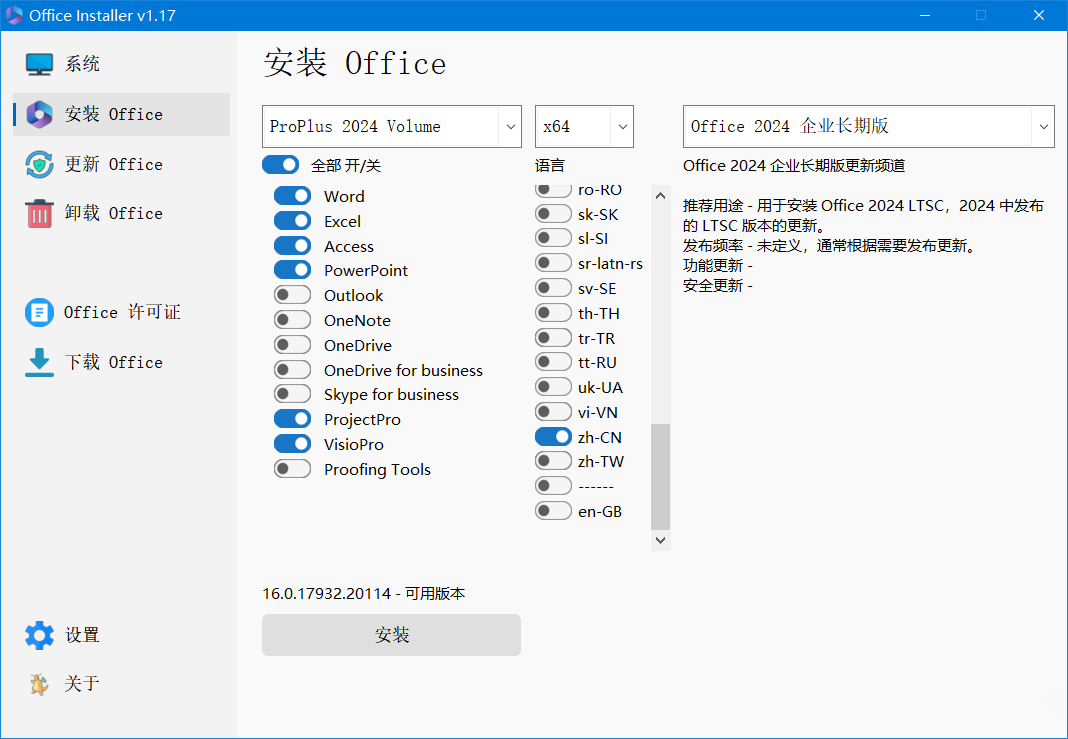 Office Installer v1.17
系统
安装 Office
更新 Office
卸载 Office
Office 许可证
下载 Office
设置
关于
安装 Office
ProPlus 2024 Volume
x64
Office 2024 企业长期版
全部 开/关
Word
Excel
Access
PowerPoint
Outlook
OneNote
OneDrive
OneDrive for business
Skype for business
ProjectPro
VisioPro
Proofing Tools
语言
ro-RO
sk-SK
sl-SI
sr-latn-rs
sv-SE
th-TH
tr-TR
tt-RU
uk-UA
vi-VN
zh-CN
zh-TW
------
en-GB
Office 2024 企业长期版更新频道
推荐用途 - 用于安装 Office 2024 LTSC，2024 中发布
的 LTSC 版本的更新。
发布频率 - 未定义，通常根据需要发布更新。
功能更新 -
安全更新 -
16.0.17932.20114 - 可用版本
安装